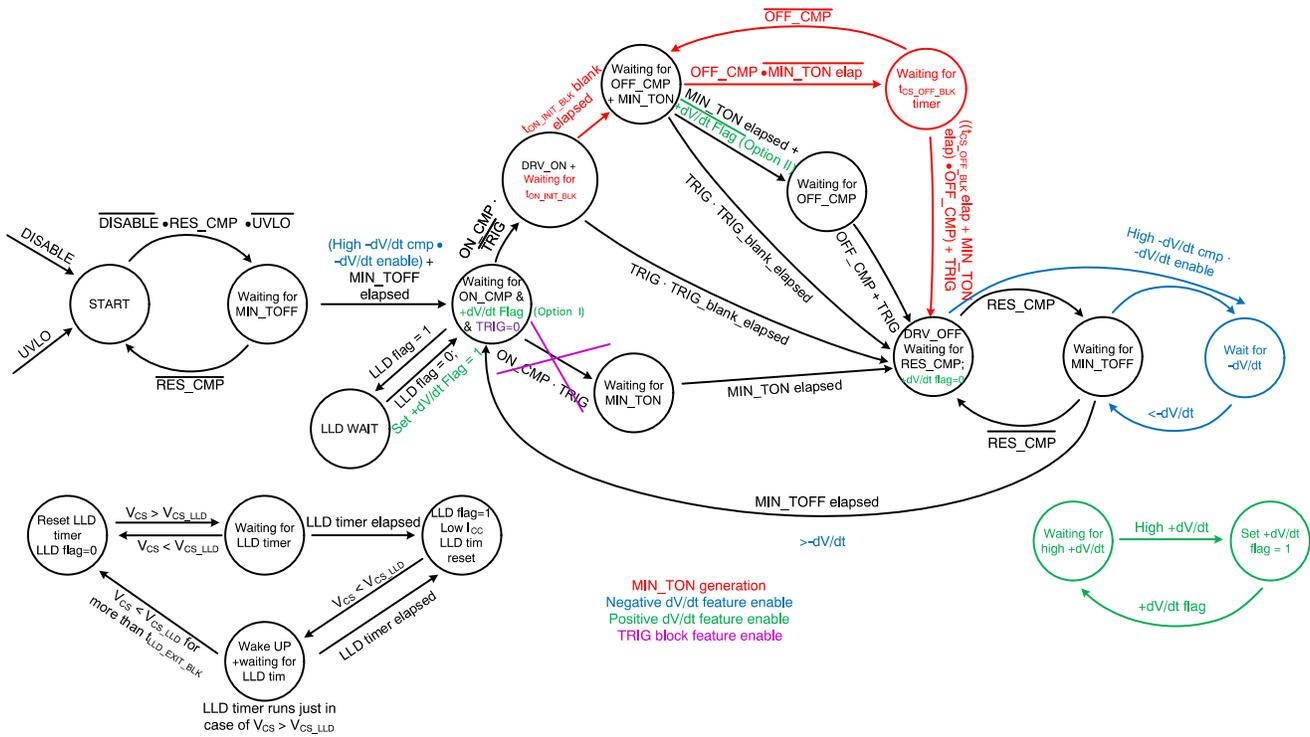 OFF_CMP
Waiting for
OFF_CMP
+ MIN_TON
OFF_CMP •MIN_TON elap
Waiting for
tCS_OFF_BLK
timer
tON_INIT_BLK blank
elapsed
MIN_TON elapsed +
+dV/dt Flag (Option II)
((tCS_OFF_BLK elap + MIN_TON
elap) •OFF_CMP) + TRIG
DRV_ON +
Waiting for
tON_INIT_BLK
Waiting for
OFF_CMP
TRIG · TRIG_blank_elapsed
OFF_CMP + TRIG
DISABLE •RES_CMP •UVLO
DISABLE
START
UVLO
Waiting for
MIN_TOFF
RES_CMP
(High -dV/dt cmp •
-dV/dt enable) +
MIN_TOFF
elapsed
ON_CMP ·
TRIG
Waiting for
ON_CMP &
+dV/dt Flag (Option I)
& TRIG=0
TRIG · TRIG_blank_elapsed
High -dV/dt cmp ·
-dV/dt enable
RES_CMP
DRV_OFF
Waiting for
RES_CMP;
+dV/dt flag=0
Waiting for
MIN_TOFF
Wait for
-dV/dt
<-dV/dt
RES_CMP
LLD flag = 1
LLD flag = 0;
Set +dV/dt Flag = 1
LLD WAIT
ON_CMP · TRIG
Waiting for
MIN_TON
MIN_TON elapsed
MIN_TOFF elapsed
>-dV/dt
Reset LLD
timer
LLD flag=0
VCS > VCS_LLD
VCS < VCS_LLD
Waiting for
LLD timer
LLD timer elapsed
LLD flag=1
Low ICC
LLD tim
reset
VCS < VCS_LLD
LLD timer elapsed
VCS < VCS_LLD for
more than tLLD_EXIT_BLK
Wake UP
+waiting for
LLD tim
LLD timer runs just in
case of VCS > VCS_LLD
MIN_TON generation
Negative dV/dt feature enable
Positive dV/dt feature enable
TRIG block feature enable
Waiting for
high +dV/dt
High +dV/dt
Set +dV/dt
flag = 1
+dV/dt flag